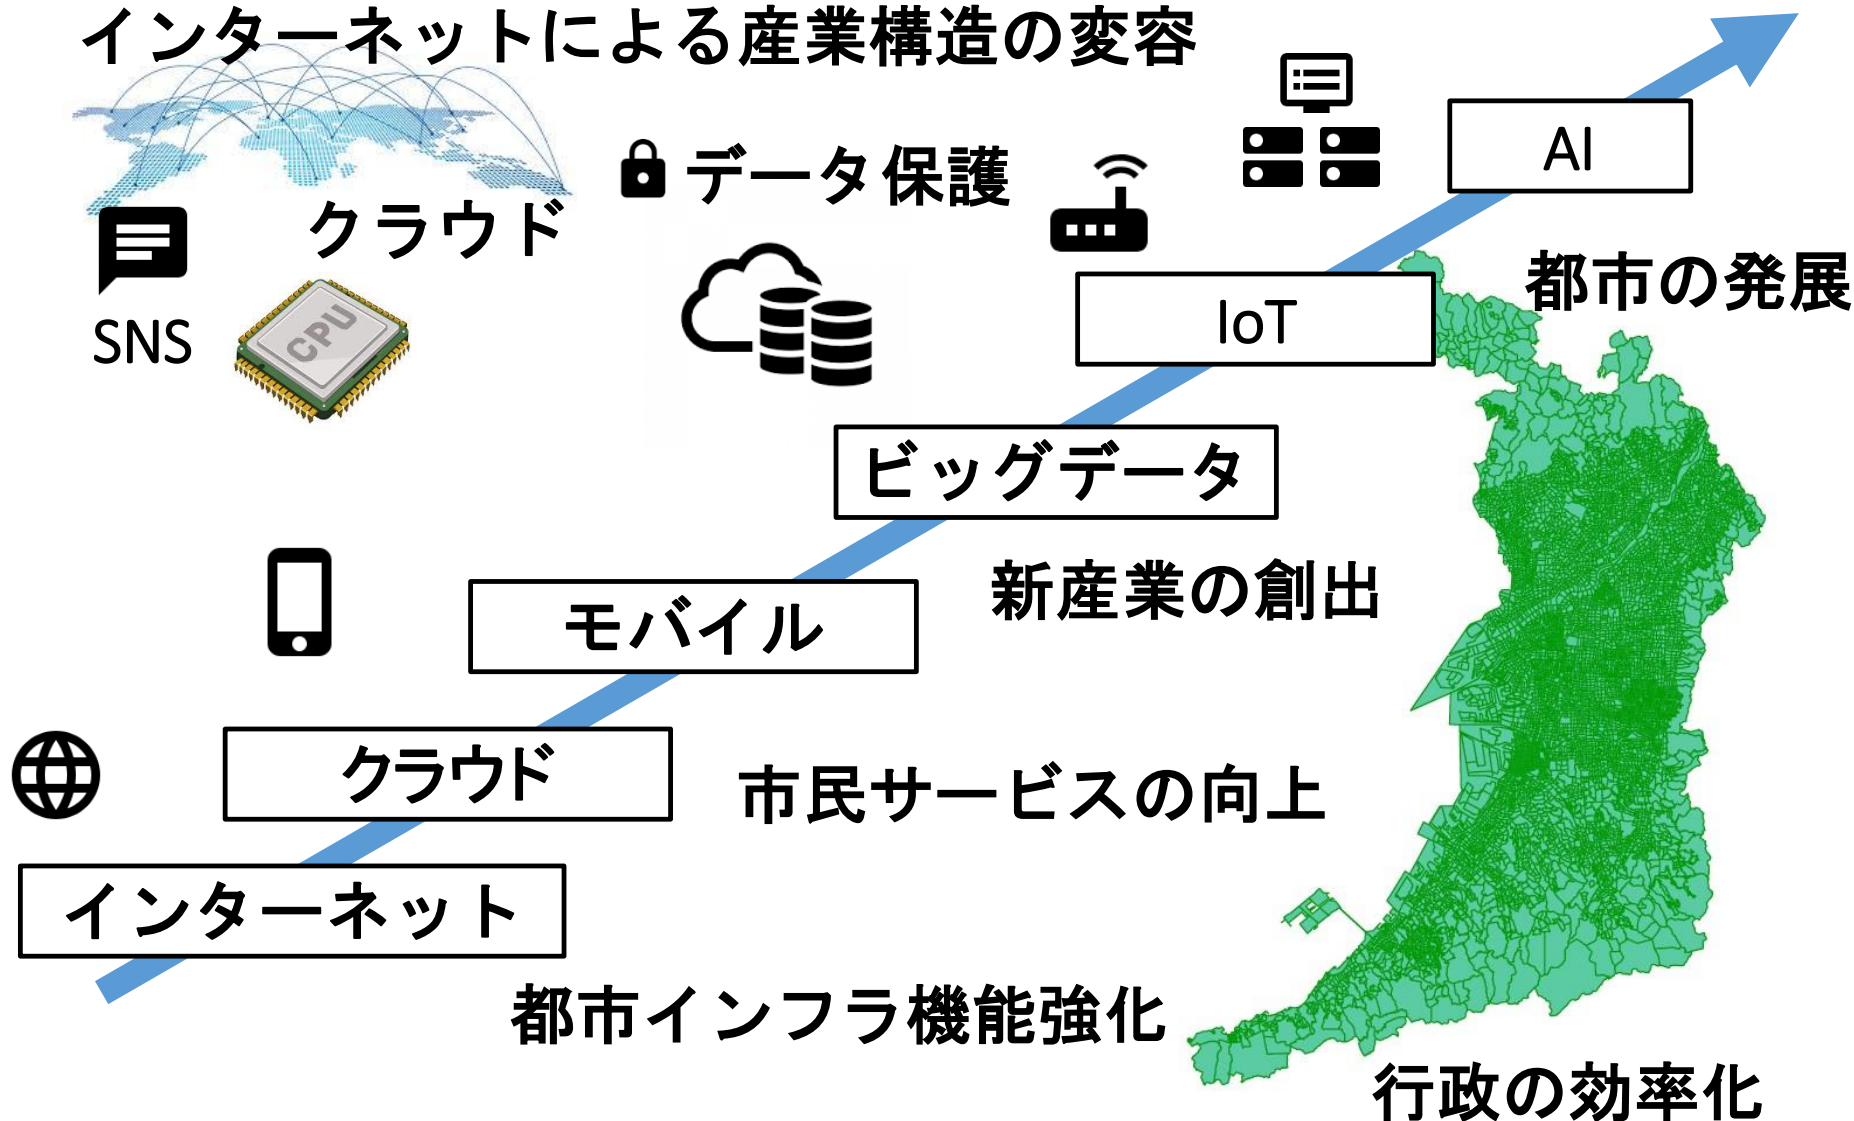 インターネットによる産業構造の変容
AI
データ保護
クラウド
都市の発展
IoT
SNS
CPU
ビッグデータ
新産業の創出
モバイル
クラウド
市民サービスの向上
インターネット
都市インフラ機能強化
行政の効率化